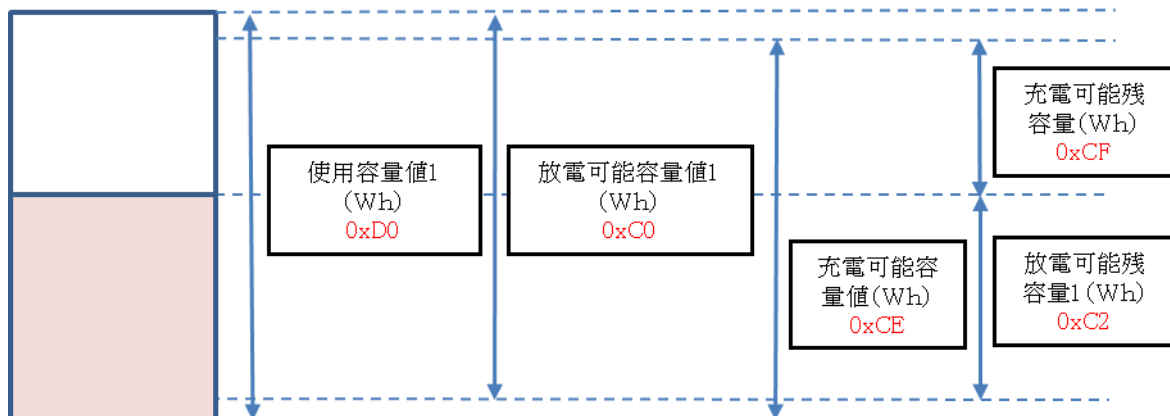 使用容量値1
(Wh)
0xD0
放電可能容量値1
(Wh)
0xC0
充電可能容
量値(Wh)
0xCE
充電可能残
容量(Wh)
0xCF
放電可能残
容量1(Wh)
0xC2